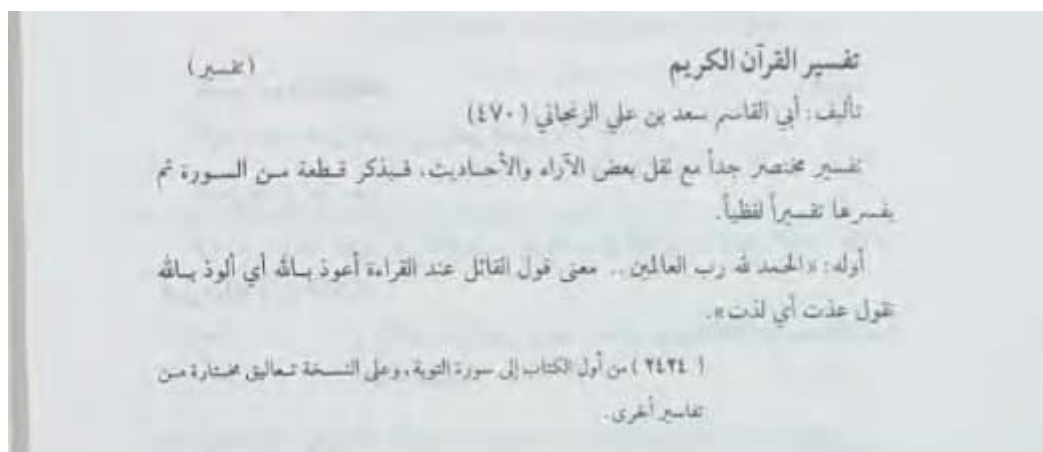 تفسير القرآن الكريم (تفسير)
تأليف: أبي القاسم سعد بن علي الزنجاني (٤٧٠)
تفسير مختصر جداً مع نقل بعض الآراء والأحاديث، فيذكر قطعة من السورة ثم
يفسرها تفسيراً لفظياً.
أوله: «الحمد لله رب العالمين .. معنى قول القائل عند القراءة أعوذ بالله أي ألوذ بالله
تقول عذت أي لذت».
( ٢٤٢٤ ) من أول الكتاب إلى سورة التوبة، وعلى النسخة تعاليق مختارة من
تفاسير أخرى.